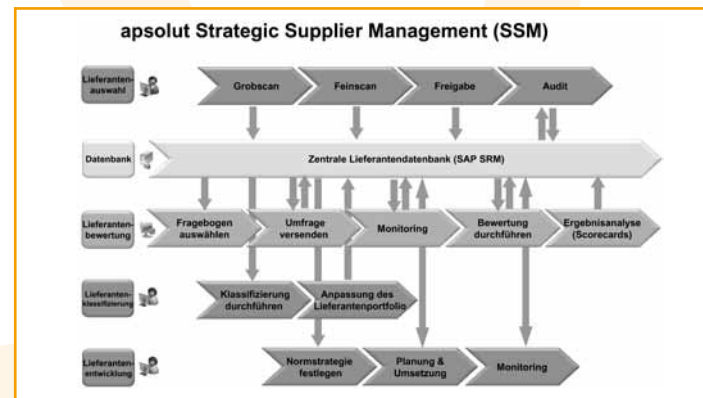 apsolut Strategic Supplier Management (SSM)
Lieferanten-
auswahl
Grobscan
Feinscan
Freigabe
Audit
Datenbank
Zentrale Lieferantendatenbank (SAP SRM)
Lieferanten-
bewertung
Fragebogen
auswählen
Umfrage
versenden
Monitoring
Bewertung
durchführen
Ergebnisanalyse
(Scorecards)
Lieferanten-
klassifizierung
Klassifizierung
durchführen
Anpassung des
Lieferantenportfolio
Lieferanten-
entwicklung
Normstrategie
festlegen
Planung &
Umsetzung
Monitoring